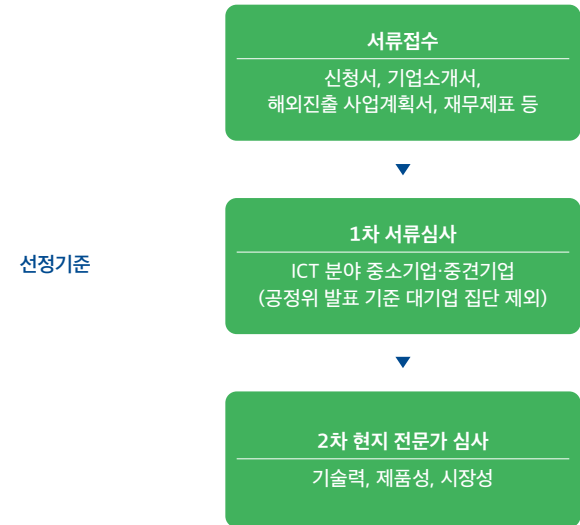 서류접수
신청서, 기업소개서,
해외진출 사업계획서, 재무제표 등
선정기준
1차 서류심사
ICT 분야 중소기업·중견기업
(공정위 발표 기준 대기업 집단 제외)
2차 현지 전문가 심사
기술력, 제품성, 시장성